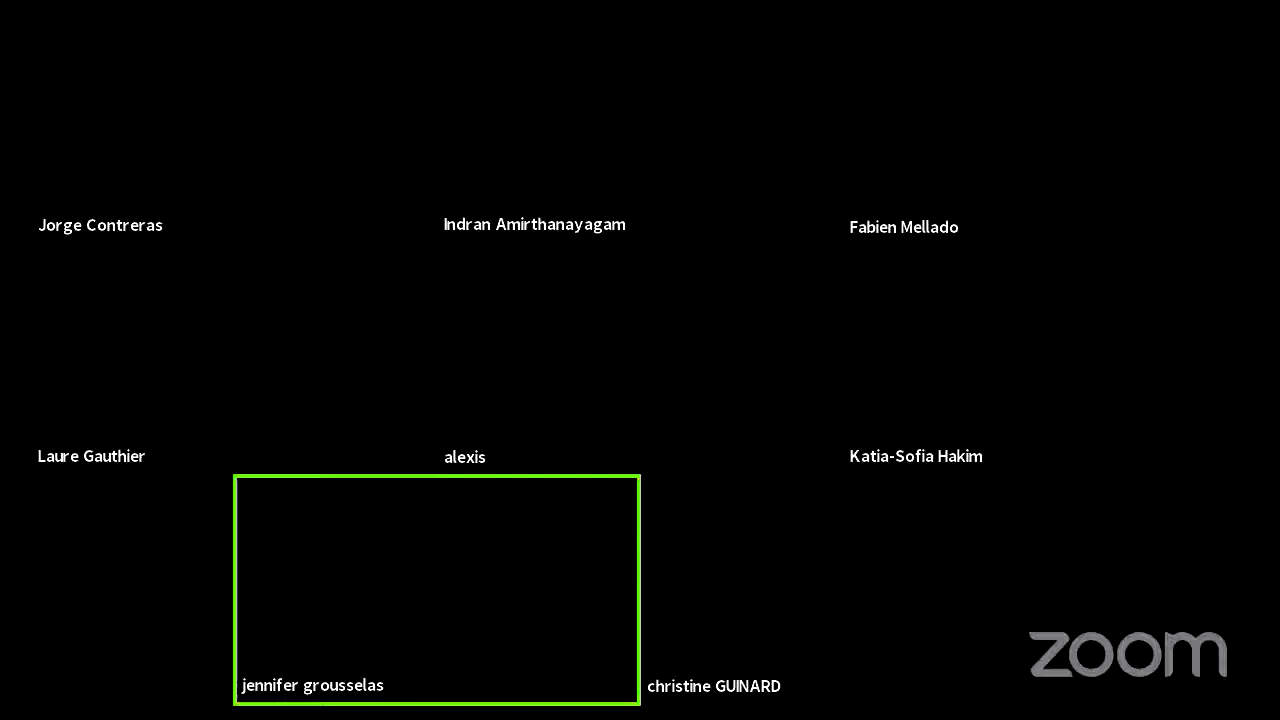 Jorge Contreras
Indran Amirthanayagam
Fabien Mellado
Laure Gauthier
alexis
Katia-Sofia Hakim
jennifer grousselas
christine GUINARD
zoom